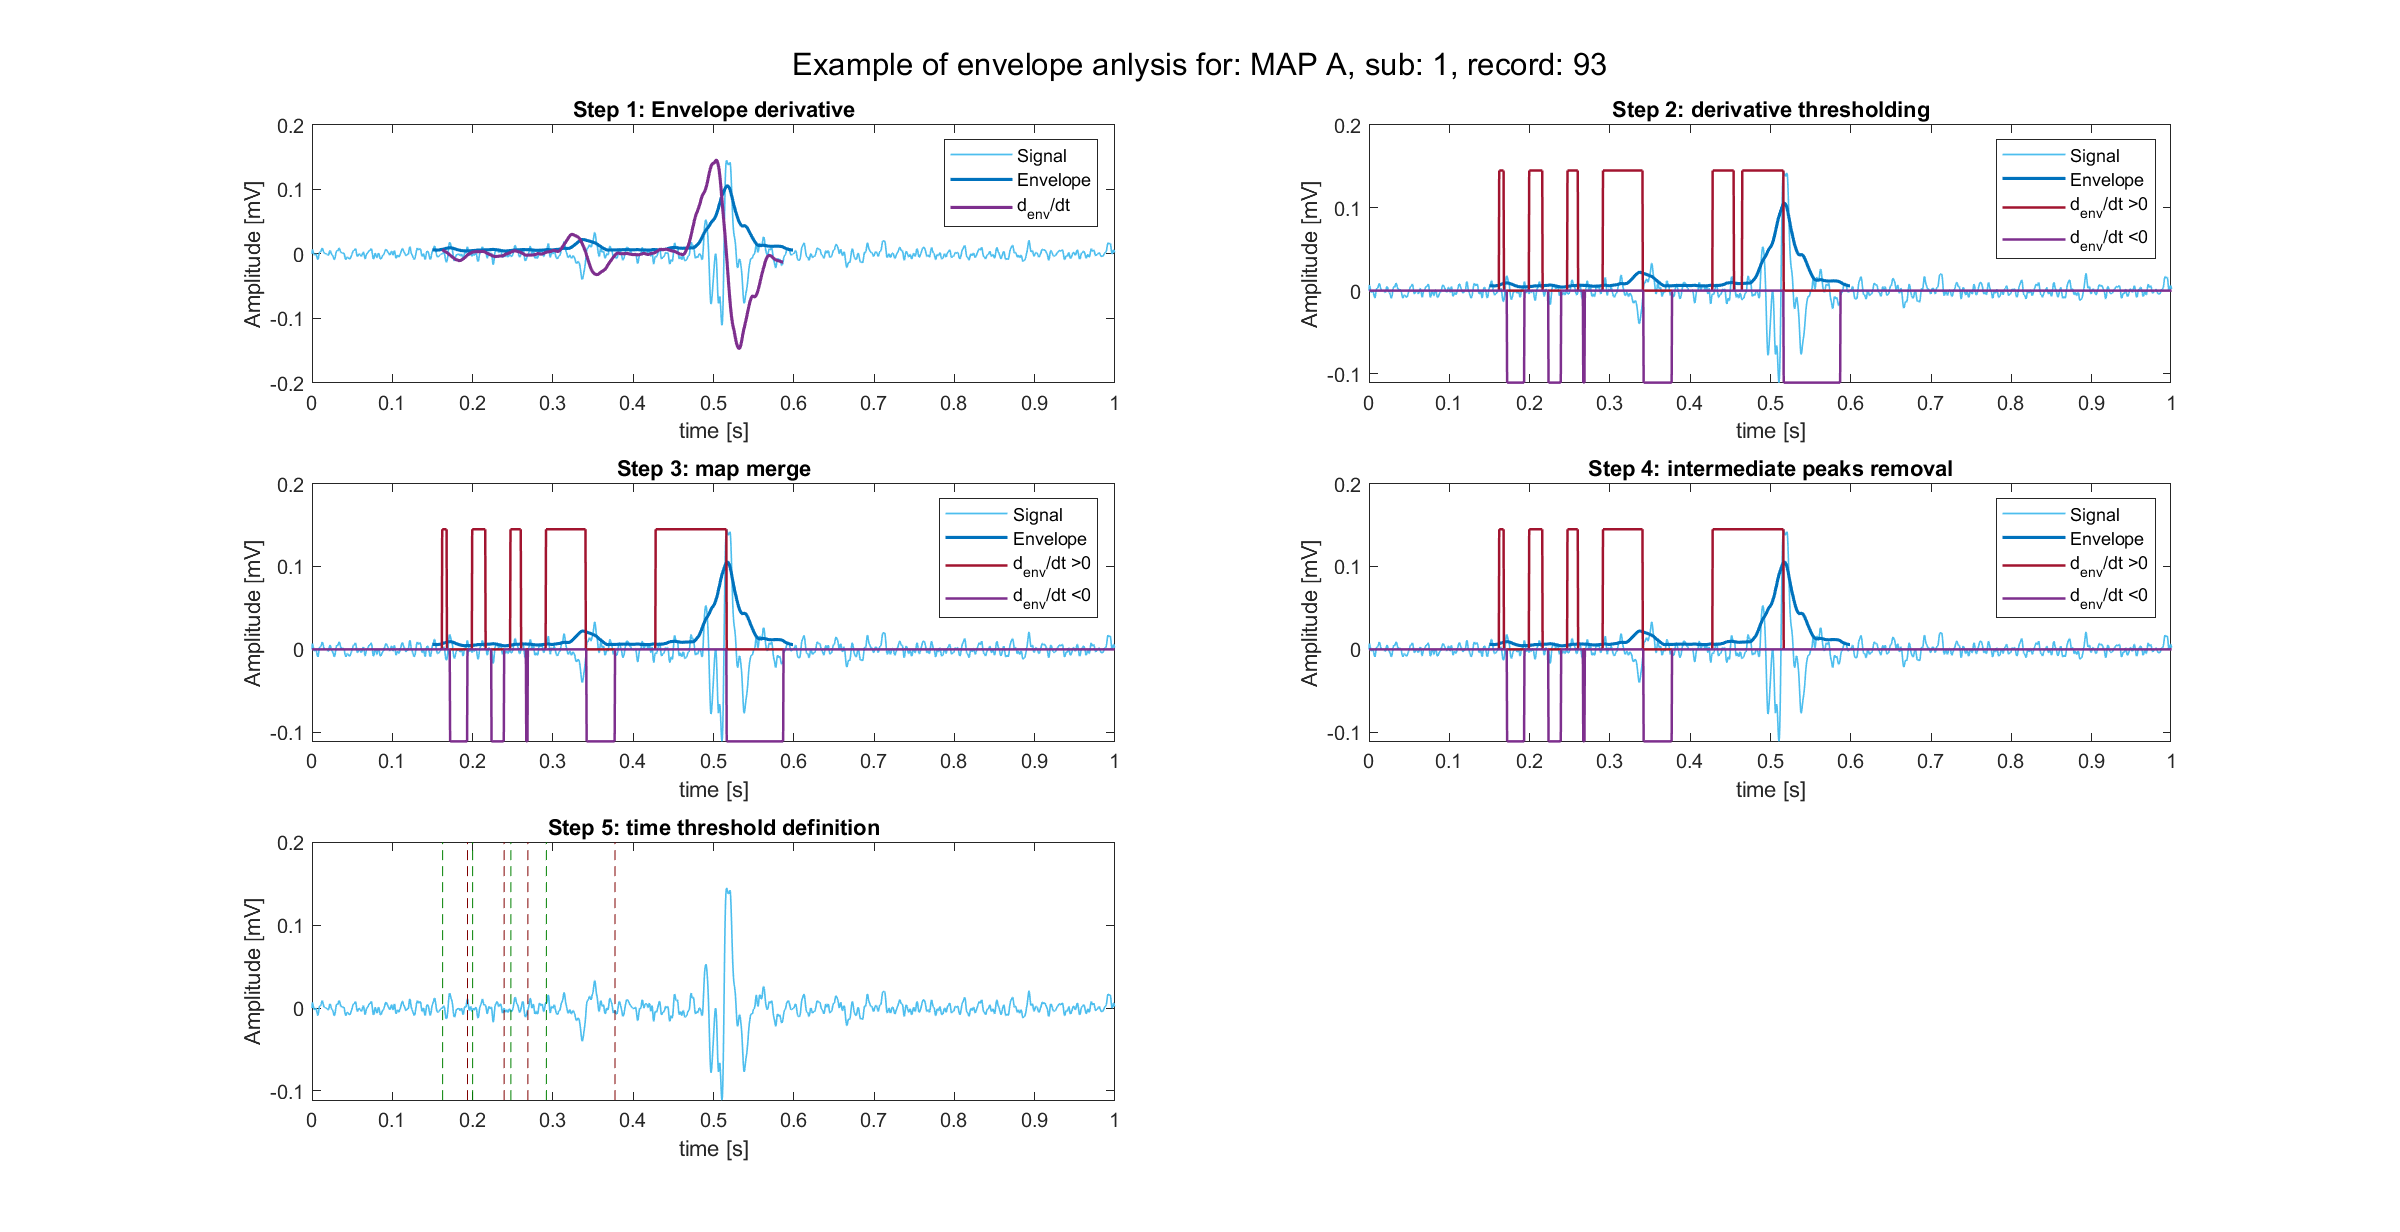 Example of envelope anlysis for: MAP A, sub: 1, record: 93
Step 1: Envelope derivative
Amplitude [mV]
0.2
0.1
0
-0.1
-0.2
Signal
Envelope
d_env/dt
0 0.1 0.2 0.3 0.4 0.5 0.6 0.7 0.8 0.9 1
time [s]
Step 2: derivative thresholding
Amplitude [mV]
0.2
0.1
0
-0.1
Signal
Envelope
d_env/dt >0
d_env/dt <0
0 0.1 0.2 0.3 0.4 0.5 0.6 0.7 0.8 0.9 1
time [s]
Step 3: map merge
Amplitude [mV]
0.2
0.1
0
-0.1
Signal
Envelope
d_env/dt >0
d_env/dt <0
0 0.1 0.2 0.3 0.4 0.5 0.6 0.7 0.8 0.9 1
time [s]
Step 4: intermediate peaks removal
Amplitude [mV]
0.2
0.1
0
-0.1
Signal
Envelope
d_env/dt >0
d_env/dt <0
0 0.1 0.2 0.3 0.4 0.5 0.6 0.7 0.8 0.9 1
time [s]
Step 5: time threshold definition
Amplitude [mV]
0.2
0.1
0
-0.1
0 0.1 0.2 0.3 0.4 0.5 0.6 0.7 0.8 0.9 1
time [s]